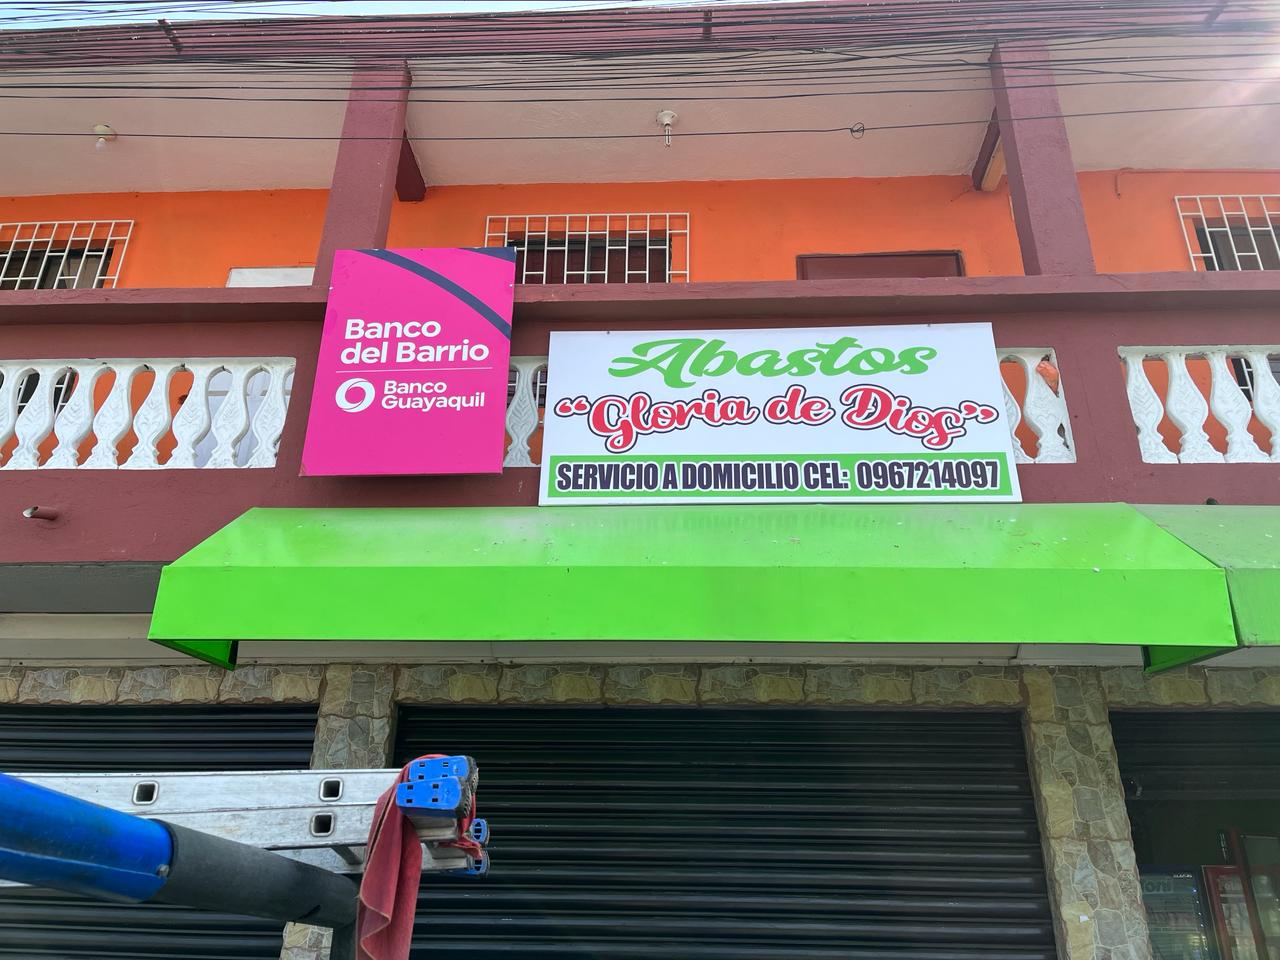 Banco
del Barrio
Banco
Guayaquil
Abastos
"Gloria de Dios"
SERVICIO A DOMICILIO CEL: 0967214097